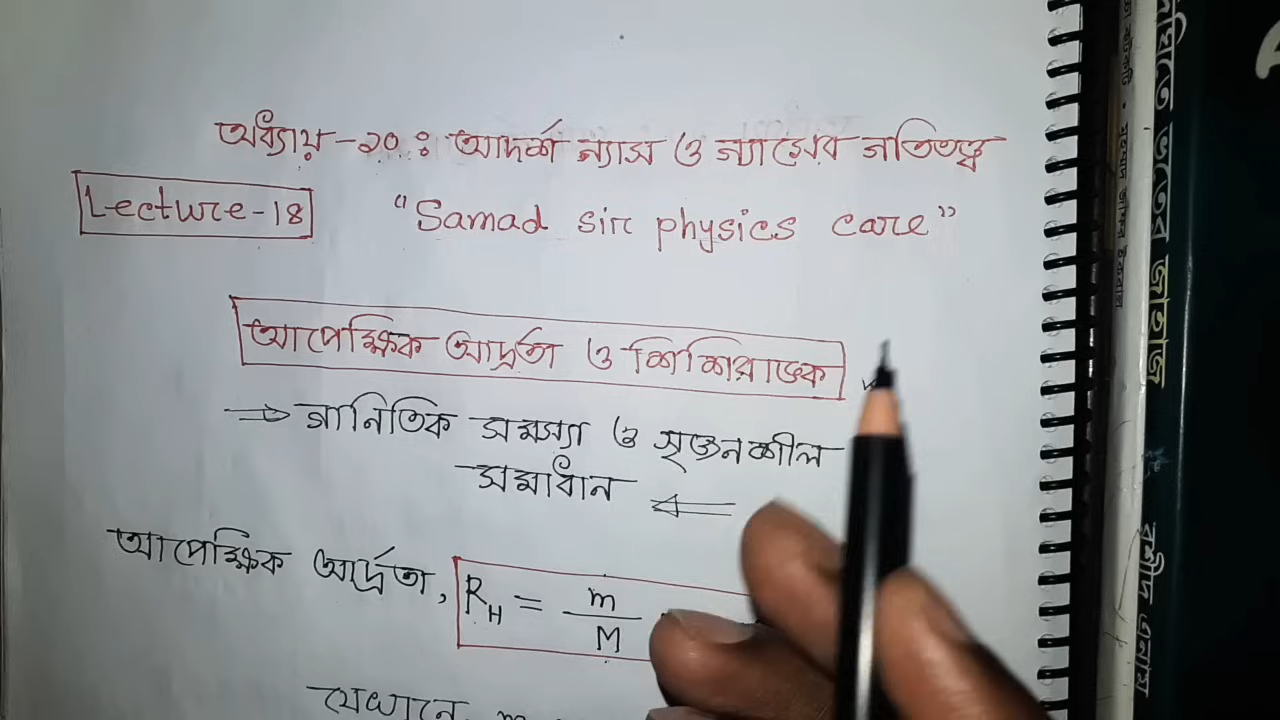 অধ্যায়-১০ : আদর্শ গ্যাস ও গ্যাসের গতিতত্ত্ব
Lecture-18 "Samad sir physics care"
আপেক্ষিক আর্দ্রতা ও শিশিরাঙ্ক
⇒ গানিতিক সমস্যা ও সৃজনশীল
সমাধান ⇐
আপেক্ষিক আর্দ্রতা, R_H = m/M
যেখানে,